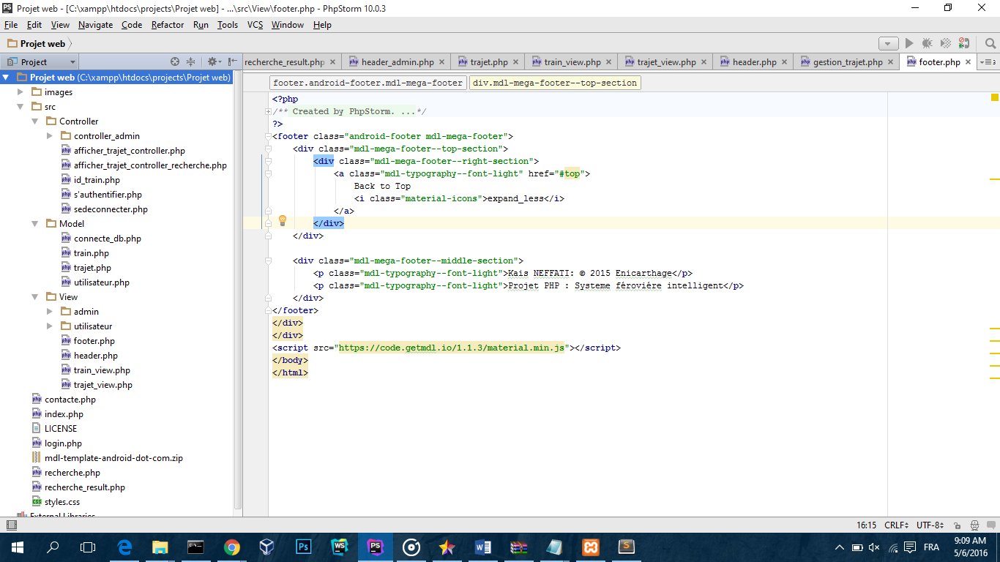 Projet web - [C:\xampp\htdocs\projects\Projet web] - ...\src\View\footer.php - PhpStorm 10.0.3
File Edit View Navigate Code Refactor Run Tools VCS Window Help
Projet web
Project
recherche_result.php header_admin.php trajet.php train_view.php trajet_view.php header.php gestion_trajet.php footer.php
Projet web (C:\xampp\htdocs\projects\Projet web)
images
src
Controller
controller_admin
afficher_trajet_controller.php
afficher_trajet_controller_recherche.php
id_train.php
s'authentifier.php
sedeconnecter.php
Model
connecte_db.php
train.php
trajet.php
utilisateur.php
View
admin
utilisateur
footer.php
header.php
train_view.php
trajet_view.php
contacte.php
index.php
LICENSE
login.php
mdl-template-android-dot-com.zip
recherche.php
recherche_result.php
styles.css
External Libraries
footer.android-footer.mdl-mega-footer div.mdl-mega-footer--top-section
<?php
/** Created by PhpStorm. ...*/
?>
<footer class="android-footer mdl-mega-footer">
<div class="mdl-mega-footer--top-section">
<div class="mdl-mega-footer--right-section">
<a class="mdl-typography--font-light" href="#top">
Back to Top
<i class="material-icons">expand_less</i>
</a>
</div>
</div>
<div class="mdl-mega-footer--middle-section">
<p class="mdl-typography--font-light">Kais NEFFATI: © 2015 Enicarthage</p>
<p class="mdl-typography--font-light">Projet PHP : Systeme féroviére intelligent</p>
</div>
</footer>
</div>
</div>
<script src="https://code.getmdl.io/1.1.3/material.min.js"></script>
</body>
</html>
16:15 CRLF UTF-8
FRA
9:09 AM
5/6/2016